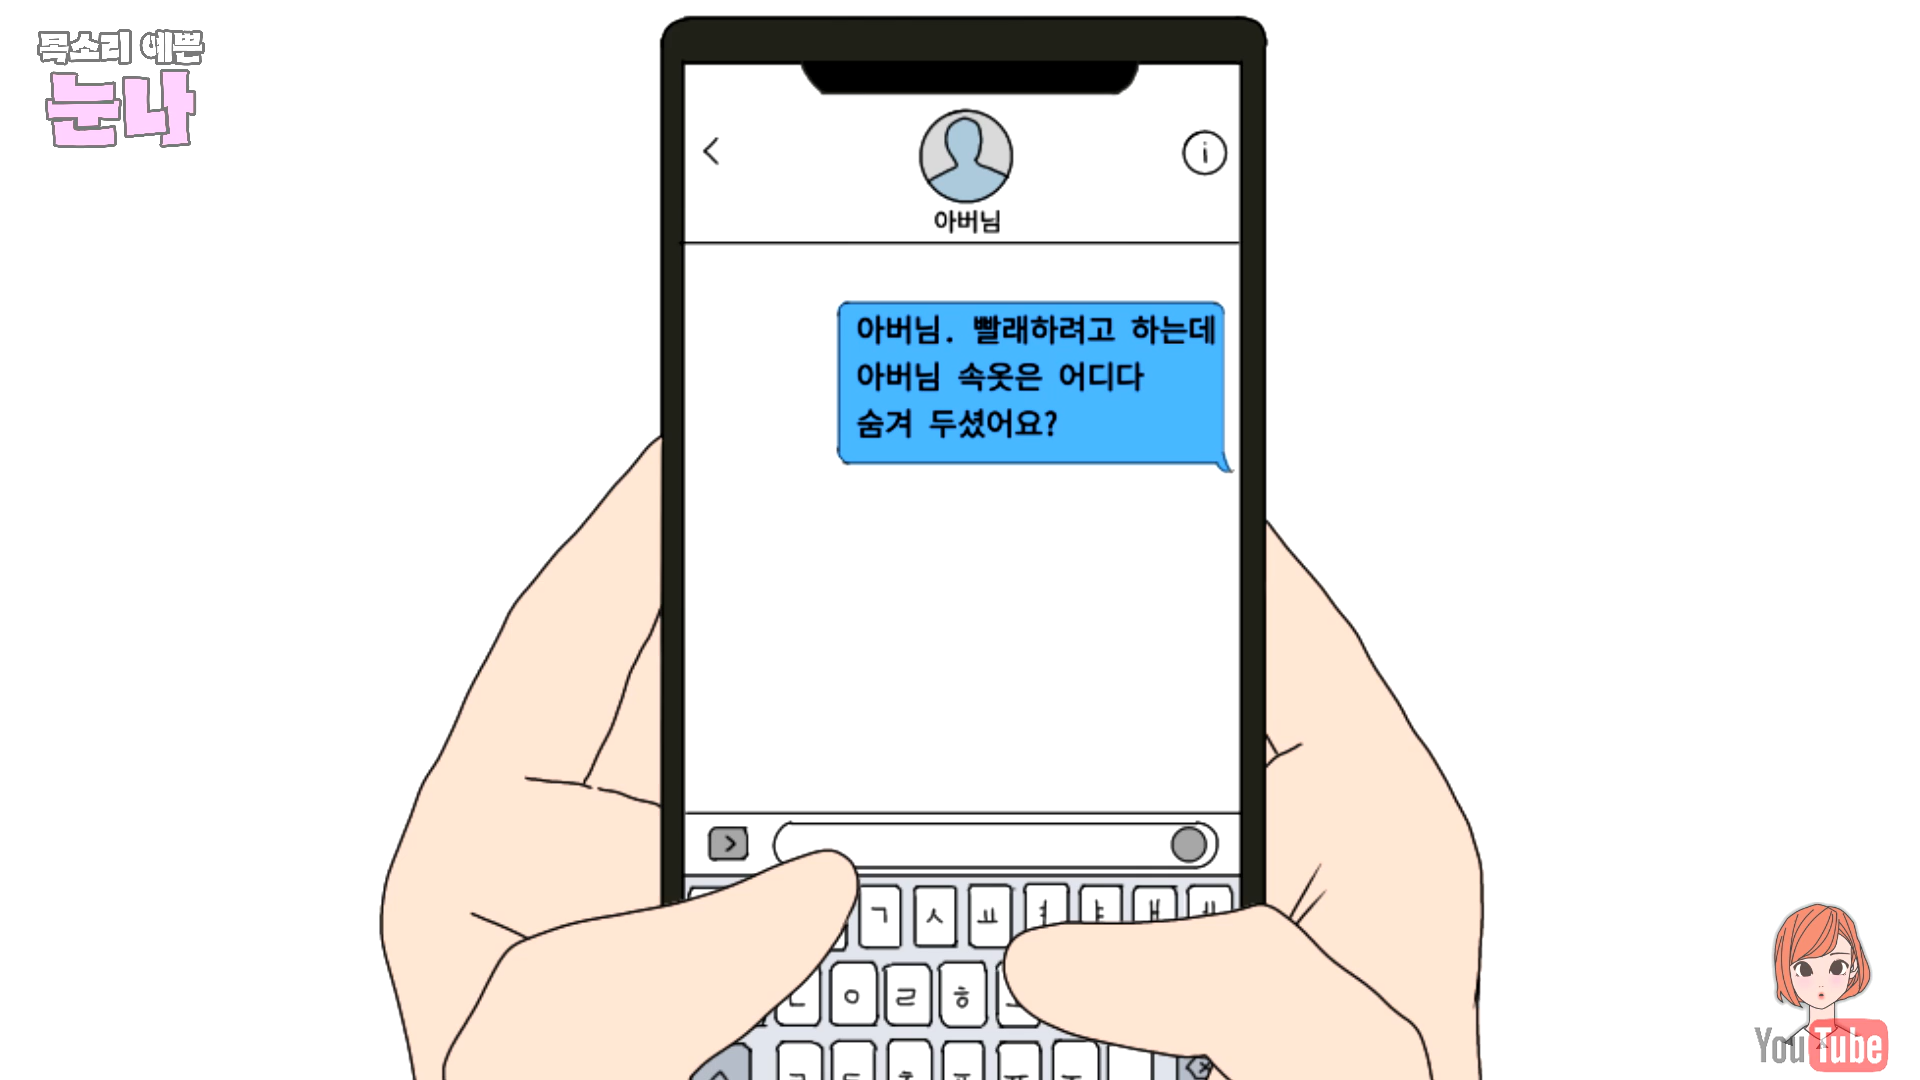 목소리 예쁜
눈나
아버님
아버님. 빨래하려고 하는데
아버님 속옷은 어디다
숨겨 두셨어요?
ㄱ ㅅ ㅛ ㅕ ㅑ ㅐ ㅔ
ㄴ ㅇ ㄹ ㅎ
YouTube